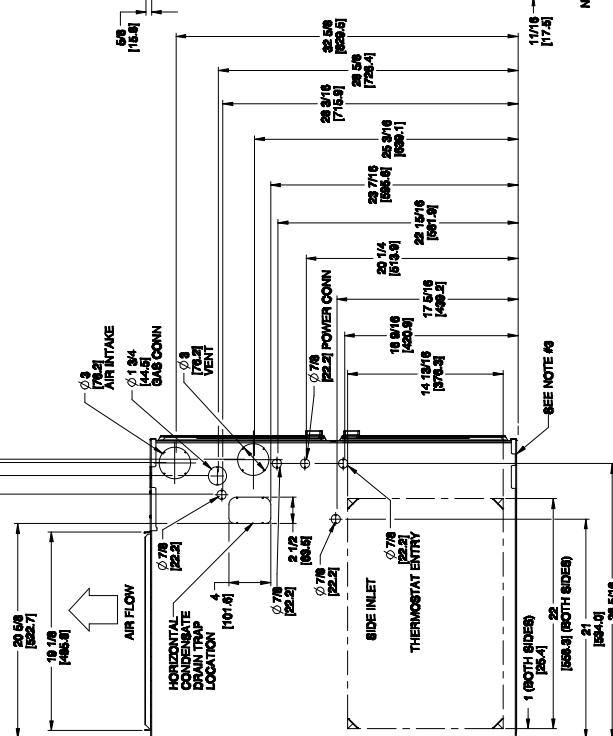 5/8
[15.8]
32 5/8
[829.5]
28 5/8
[726.4]
28 3/16
[715.9]
25 3/16
[639.1]
23 7/16
[595.6]
22 15/16
[581.9]
20 1/4
[513.9]
17 5/16
[439.2]
16 9/16
[420.9]
14 13/16
[376.3]
11/16
[17.5]
N
Ø 3
[76.2]
AIR INTAKE
Ø 1 3/4
[44.5]
GAS CONN
Ø 3
[76.2]
VENT
Ø 7/8
[22.2] POWER CONN
SEE NOTE #3
20 5/8
[522.7]
19 1/8
[485.8]
AIR FLOW
Ø 7/8
[22.2]
HORIZONTAL
CONDENSATE
DRAIN TRAP
LOCATION
4
[101.6]
2 1/2
[63.5]
Ø 7/8
[22.2]
Ø 7/8
[22.2]
Ø 7/8
[22.2]
SIDE INLET
THERMOSTAT ENTRY
1 (BOTH SIDES)
[25.4]
22
[558.3] (BOTH SIDES)
21
[534.0]